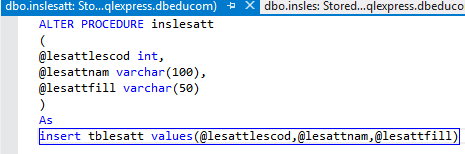 dbo.inslesatt: Sto...qlexpress.dbeducom) dbo.insles: Stored...qlexpress.dbeducom)
ALTER PROCEDURE inslesatt
(
@lesattlescod int,
@lesattnam varchar(100),
@lesattfill varchar(50)
)
As
insert tblesatt values(@lesattlescod,@lesattnam,@lesattfill)